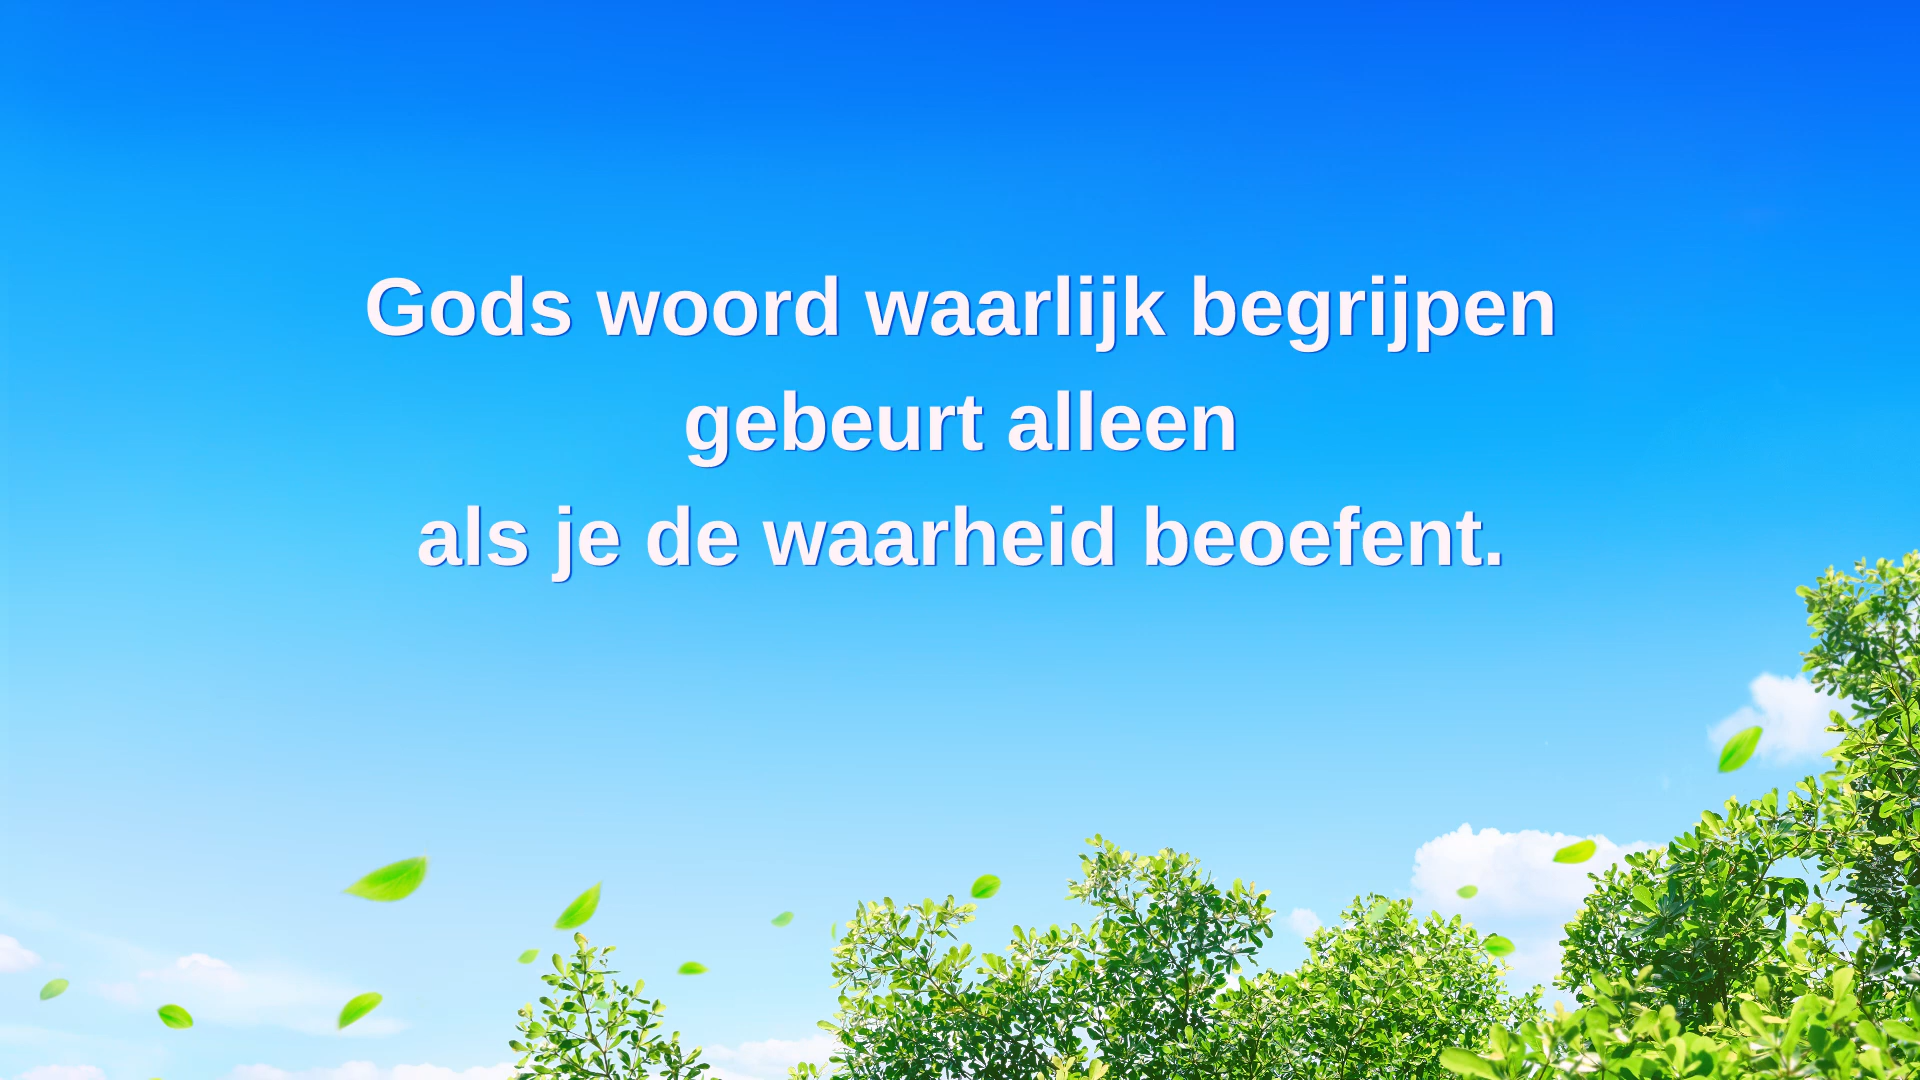 Gods woord waarlijk begrijpen
gebeurt alleen
als je de waarheid beoefent.